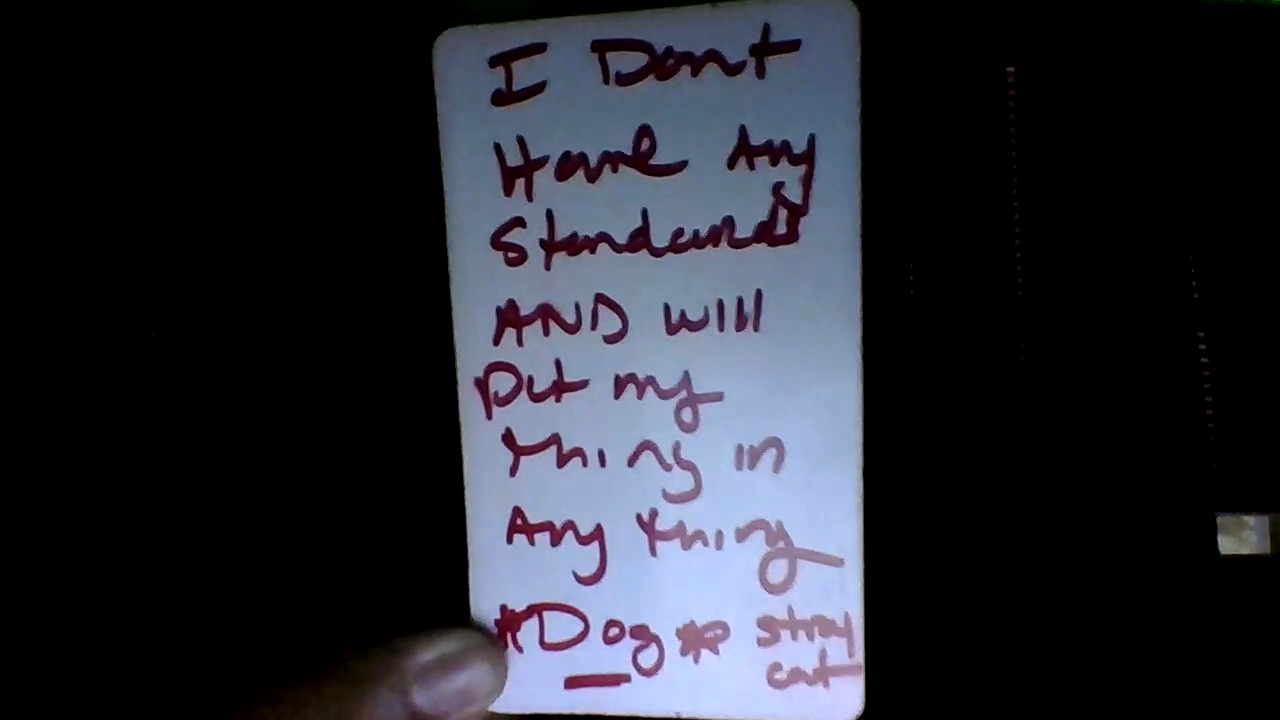 I Dont
Have Any
Standards
AND WIll
Put my
thing in
Any thing
#Dog # stray
cat